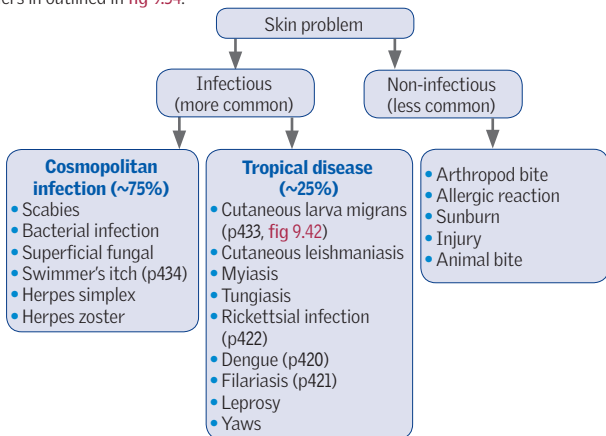 ers in outlined in fig 9.54.
Skin problem
Infectious
(more common)
Non-infectious
(less common)
Cosmopolitan
infection (~75%)
• Scabies
• Bacterial infection
• Superficial fungal
• Swimmer's itch (p434)
• Herpes simplex
• Herpes zoster
Tropical disease
(~25%)
• Cutaneous larva migrans
(p433, fig 9.42)
• Cutaneous leishmaniasis
• Myiasis
• Tungiasis
• Rickettsial infection
(p422)
• Dengue (p420)
• Filariasis (p421)
• Leprosy
• Yaws
• Arthropod bite
• Allergic reaction
• Sunburn
• Injury
• Animal bite